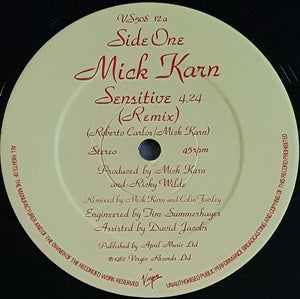 VS508 12a
Side One
Mick Karn
Sensitive 4.24
(Remix)
(Roberto Carlos/Mick Karn)
Stereo 45rpm
Produced by Mick Karn
and Ricky Wilde
Remixed by Mick Karn and Colin Fairley
Engineered by Tim Summerhayes
Assisted by David Jacobs
Published by April Music Ltd
℗1982 Virgin Records Ltd
Virgin
ALL RIGHTS OF THE MANUFACTURER AND OF THE OWNER OF THE RECORDED WORK RESERVED
UNAUTHORISED PUBLIC PERFORMANCE BROADCASTING AND COPYING OF THIS RECORD PROHIBITED